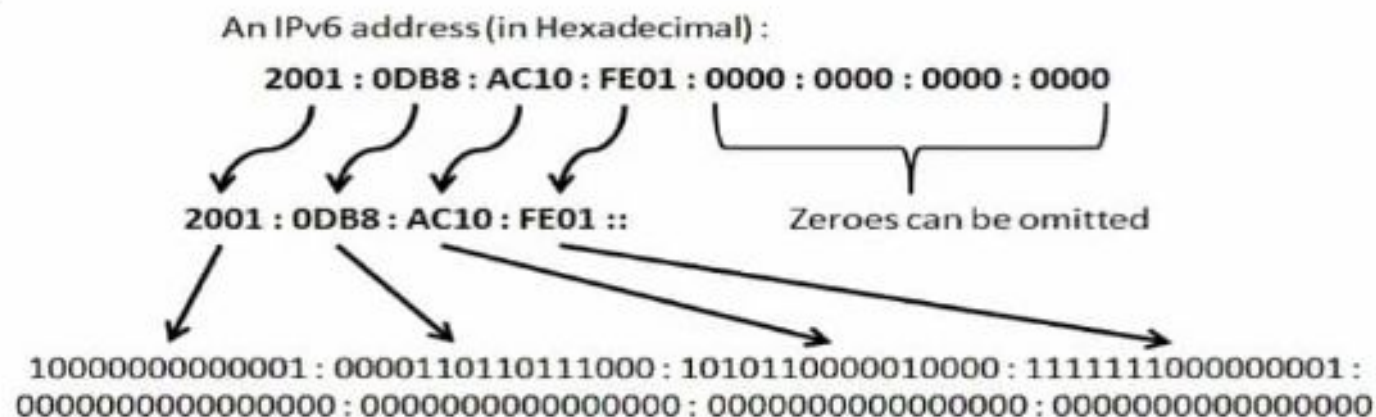 An IPv6 address (in Hexadecimal) :
2001 : 0DB8 : AC10 : FE01 : 0000 : 0000 : 0000 : 0000
2001 : 0DB8 : AC10 : FE01 ::
Zeroes can be omitted
10000000000001 : 0000110110111000 : 1010110000010000 : 1111111000000001 :
0000000000000000 : 0000000000000000 : 0000000000000000 : 0000000000000000